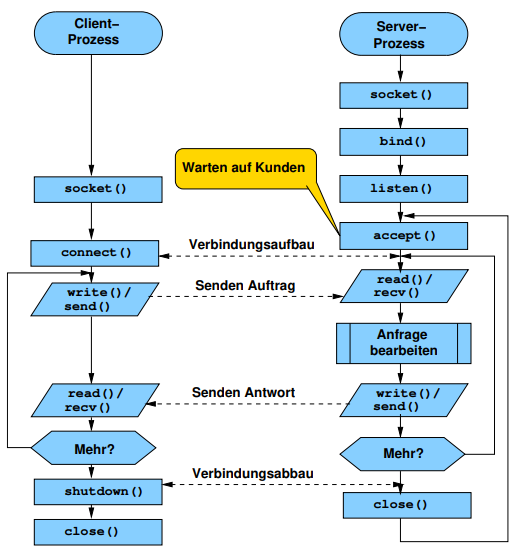 Client–
Prozess
Server–
Prozess
socket()
bind()
Warten auf Kunden
socket()
listen()
accept()
connect()
Verbindungsaufbau
write()/
send()
Senden Auftrag
read()/
recv()
Anfrage
bearbeiten
read()/
recv()
Senden Antwort
write()/
send()
Mehr?
Mehr?
Verbindungsabbau
shutdown()
close()
close()